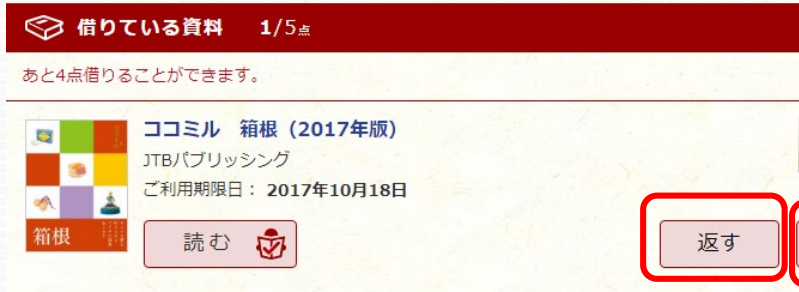 借りている資料 1/5点
あと4点借りることができます。
ココミル 箱根（2017年版）
JTBパブリッシング
ご利用期限日： 2017年10月18日
箱根
読む
返す